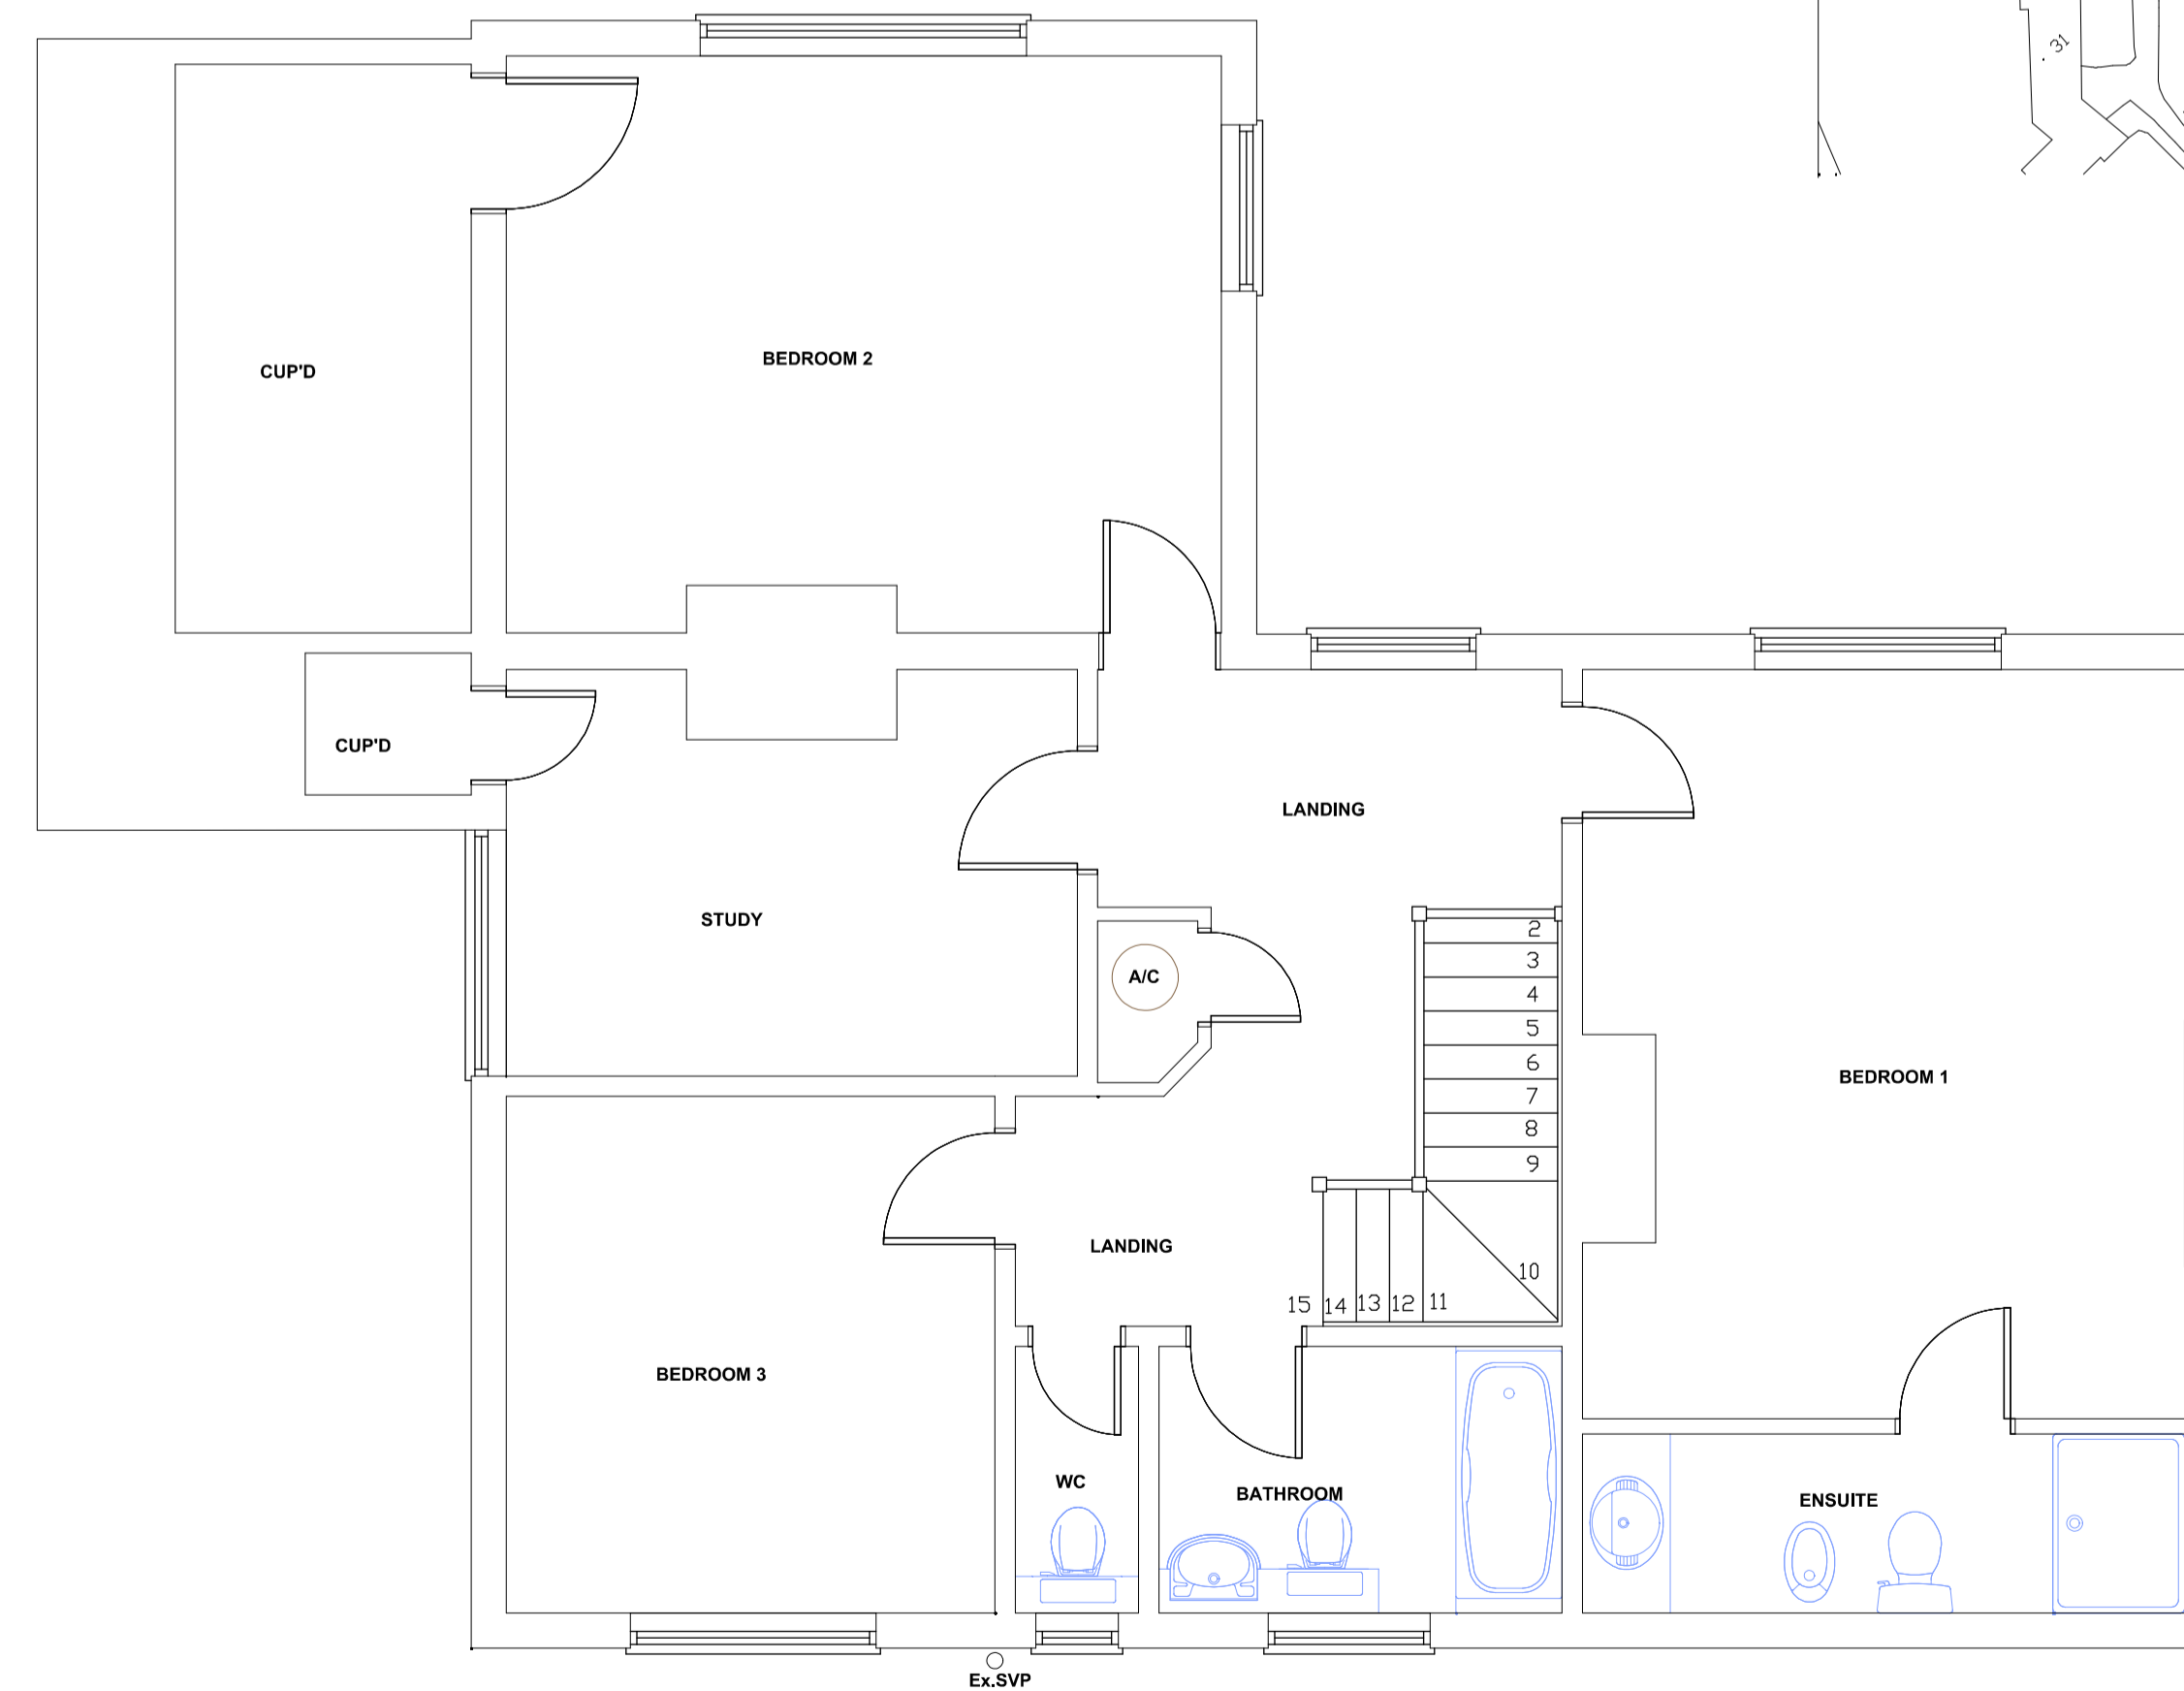 31
CUP'D
BEDROOM 2
CUP'D
LANDING
STUDY
A/C
2
3
4
5
6
7
8
9
BEDROOM 1
LANDING
10
15 14 13 12 11
BEDROOM 3
WC
BATHROOM
ENSUITE
Ex.SVP